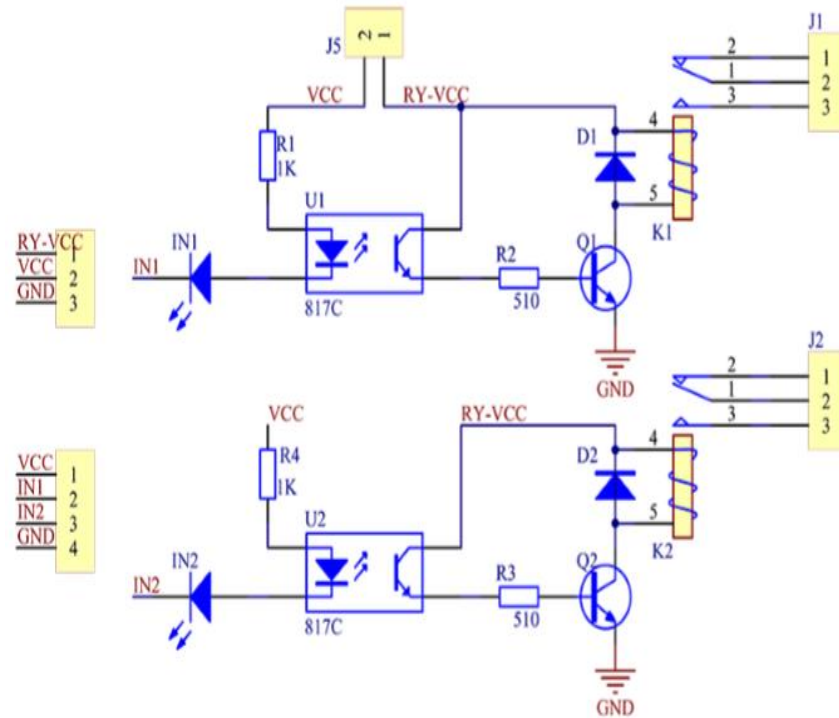 J5
2 1
VCC
RY-VCC
R1
1K
U1
817C
IN1
IN1
R2
510
Q1
D1
4
5
K1
GND
J1
2 1
1 2
3 3
RY-VCC 1
VCC 2
GND 3
VCC
RY-VCC
R4
1K
U2
817C
IN2
IN2
R3
510
Q2
D2
4
5
K2
GND
J2
2 1
1 2
3 3
VCC 1
IN1 2
IN2 3
GND 4